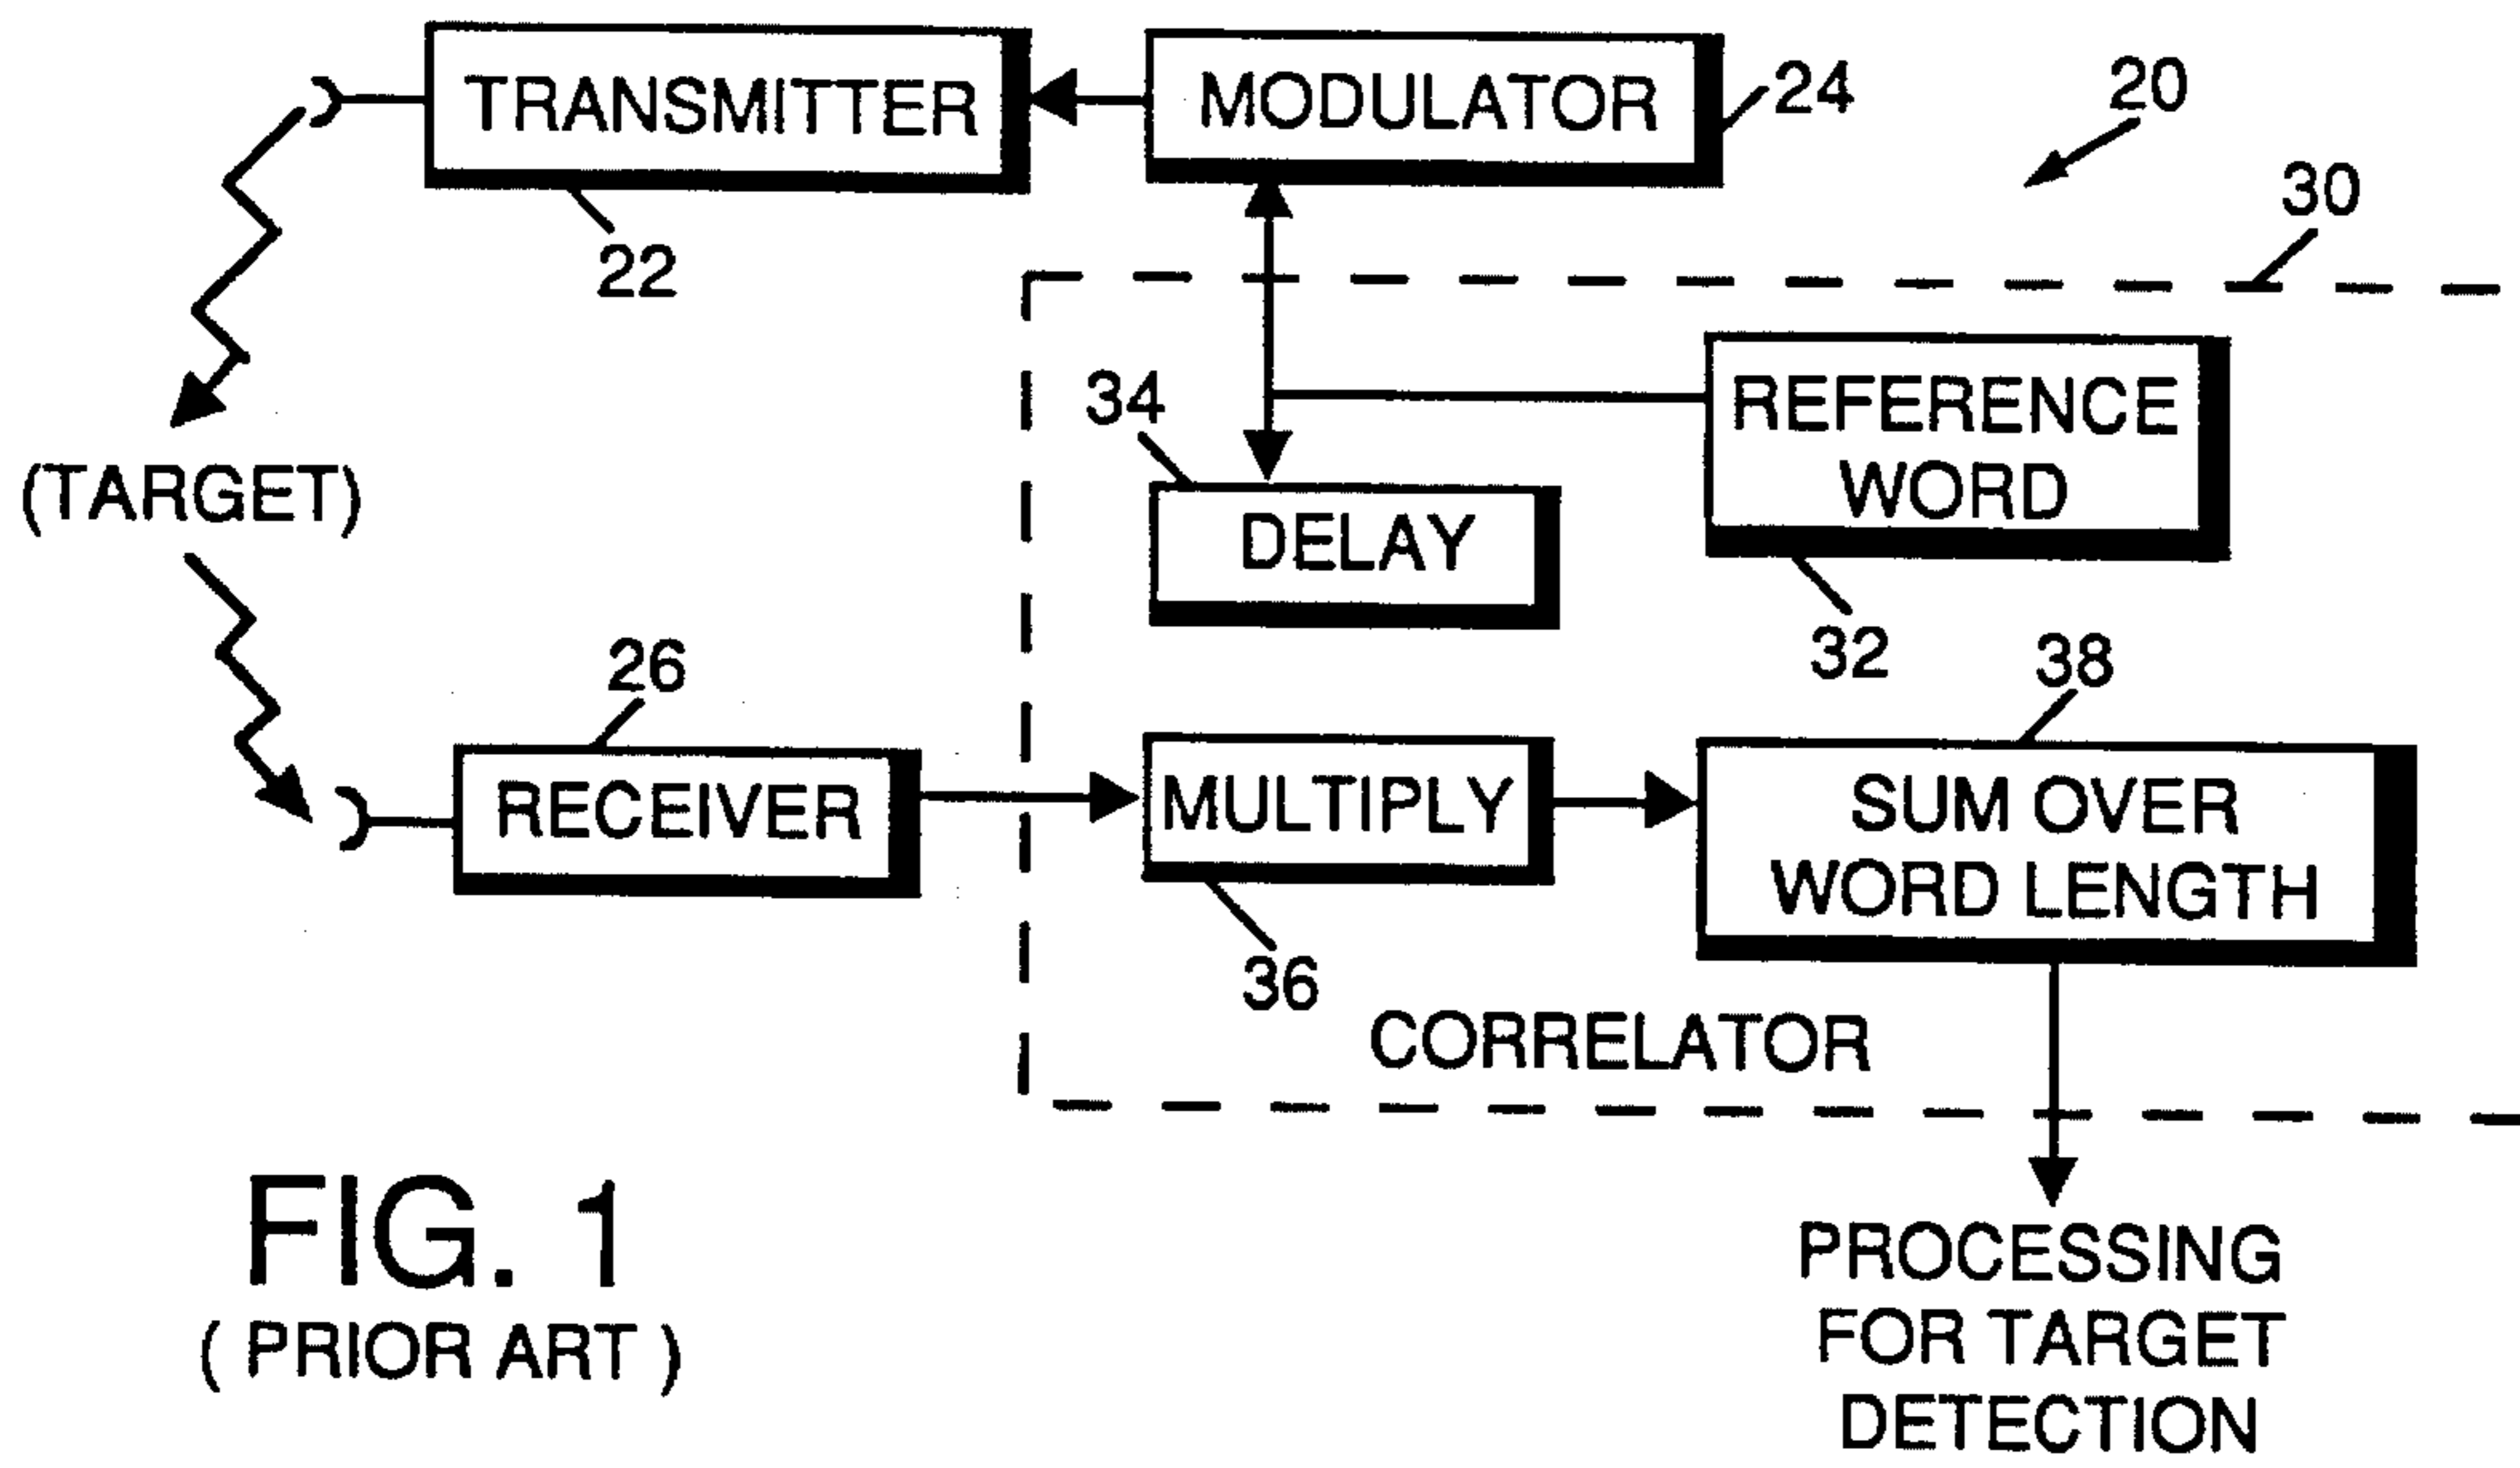 TRANSMITTER
MODULATOR
24
20
30
22
34
REFERENCE
WORD
(TARGET)
DELAY
32
38
26
RECEIVER
MULTIPLY
SUM OVER
WORD LENGTH
36
CORRELATOR
FIG. 1
( PRIOR ART )
PROCESSING
FOR TARGET
DETECTION